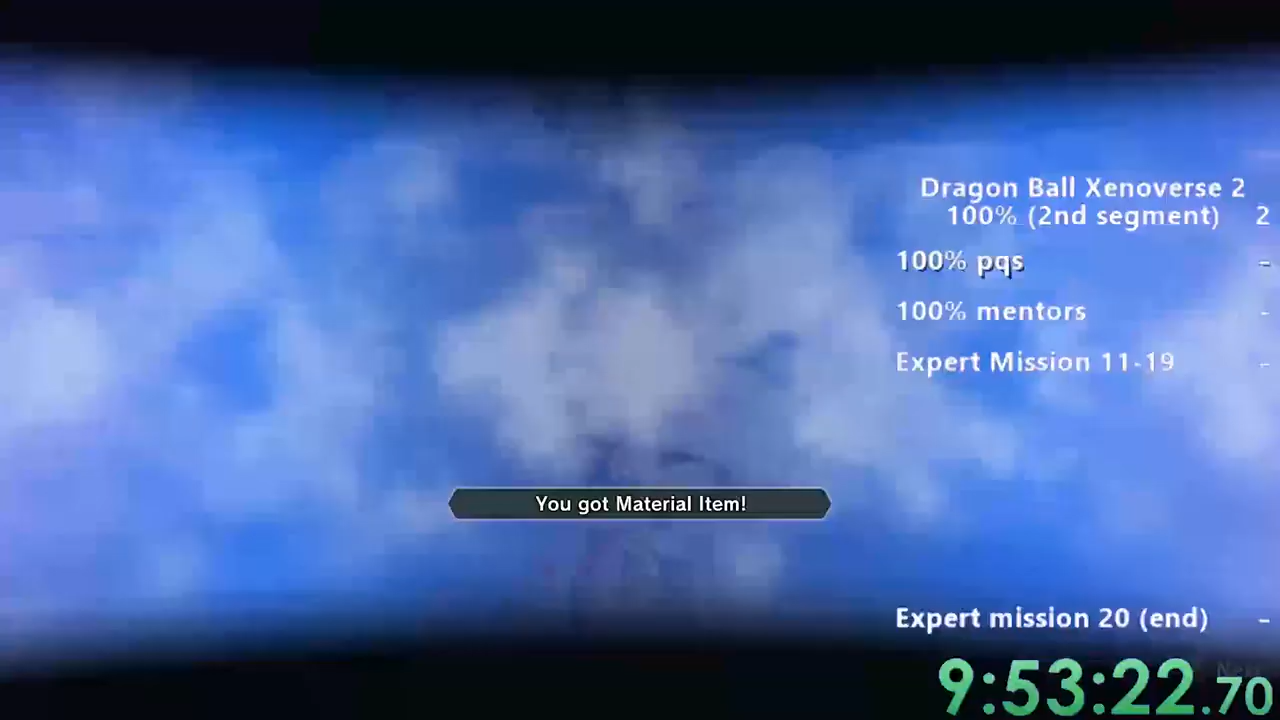 Dragon Ball Xenoverse 2
100% (2nd segment) 2
100% pqs -
100% mentors -
Expert Mission 11-19 -
You got Material Item!
Expert mission 20 (end) -
9:53:22.70